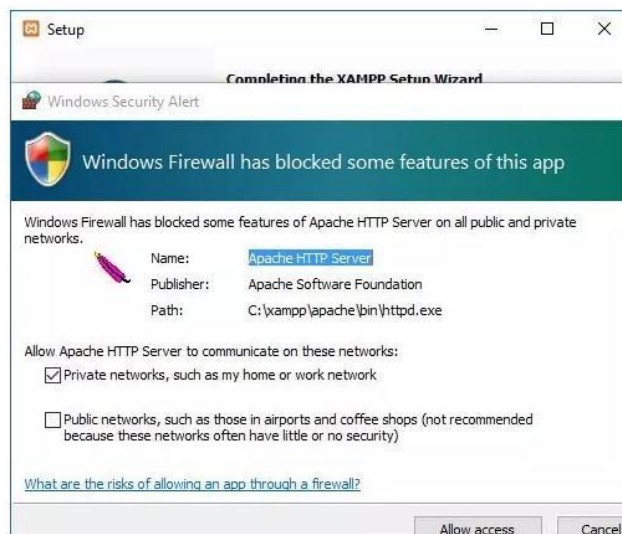 Setup
Completing the XAMPP Setup Wizard
Windows Security Alert
Windows Firewall has blocked some features of this app
Windows Firewall has blocked some features of Apache HTTP Server on all public and private
networks.
Name: Apache HTTP Server
Publisher: Apache Software Foundation
Path: C:\xampp\apache\bin\httpd.exe
Allow Apache HTTP Server to communicate on these networks:
Private networks, such as my home or work network
Public networks, such as those in airports and coffee shops (not recommended
because these networks often have little or no security)
What are the risks of allowing an app through a firewall?
Allow access Cancel